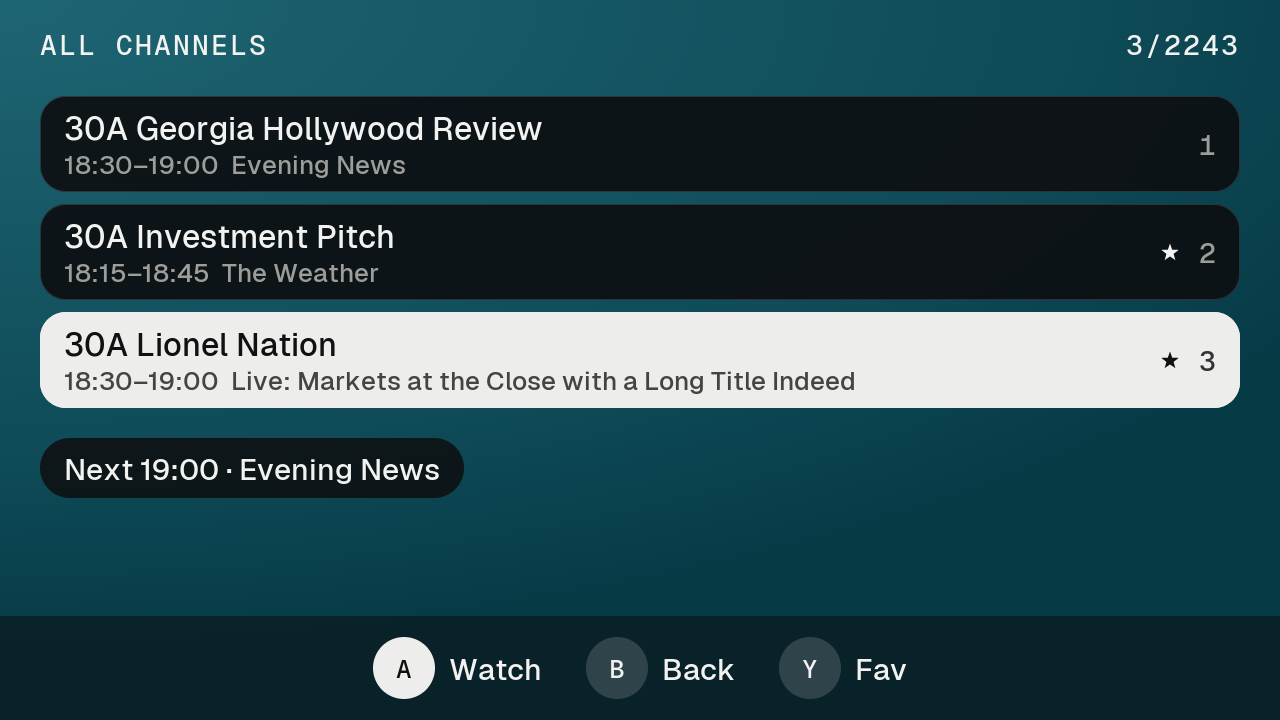 ALL CHANNELS 3/2243
30A Georgia Hollywood Review 1
18:30–19:00 Evening News
30A Investment Pitch ★ 2
18:15–18:45 The Weather
30A Lionel Nation ★ 3
18:30–19:00 Live: Markets at the Close with a Long Title Indeed
Next 19:00 · Evening News
A Watch B Back Y Fav